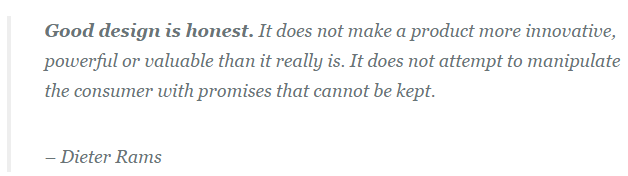 Good design is honest. It does not make a product more innovative,
powerful or valuable than it really is. It does not attempt to manipulate
the consumer with promises that cannot be kept.
– Dieter Rams